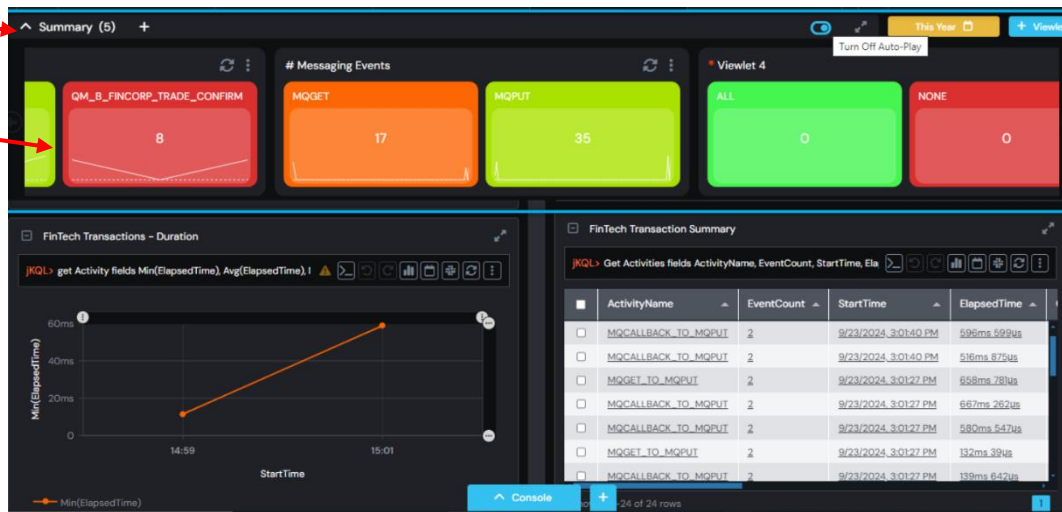 Summary (5) +
This Year
+ Viewle
Turn Off Auto-Play
# Messaging Events
* Viewlet 4
QM_B_FINCORP_TRADE_CONFIRM
8
MQGET
17
MQPUT
35
ALL
0
NONE
0
FinTech Transactions - Duration
jKQL> get Activity fields Min(ElapsedTime), Avg(ElapsedTime), 
60ms
40ms
20ms
0
Min(ElapsedTime)
14:59
15:01
StartTime
Min(ElapsedTime)
FinTech Transaction Summary
jKQL> Get Activities fields ActivityName, EventCount, StartTime, Ela
ActivityName EventCount StartTime ElapsedTime
MQCALLBACK_TO_MQPUT 2 9/23/2024, 3:01:40 PM 596ms 599µs
MQCALLBACK_TO_MQPUT 2 9/23/2024, 3:01:40 PM 516ms 875µs
MQGET_TO_MQPUT 2 9/23/2024, 3:01:27 PM 658ms 781µs
MQCALLBACK_TO_MQPUT 2 9/23/2024, 3:01:27 PM 667ms 262µs
MQCALLBACK_TO_MQPUT 2 9/23/2024, 3:01:27 PM 580ms 547µs
MQGET_TO_MQPUT 2 9/23/2024, 3:01:27 PM 132ms 39µs
MQCALLBACK_TO_MQPUT 2 9/23/2024, 3:01:27 PM 139ms 642µs
Console
+
-24 of 24 rows
1